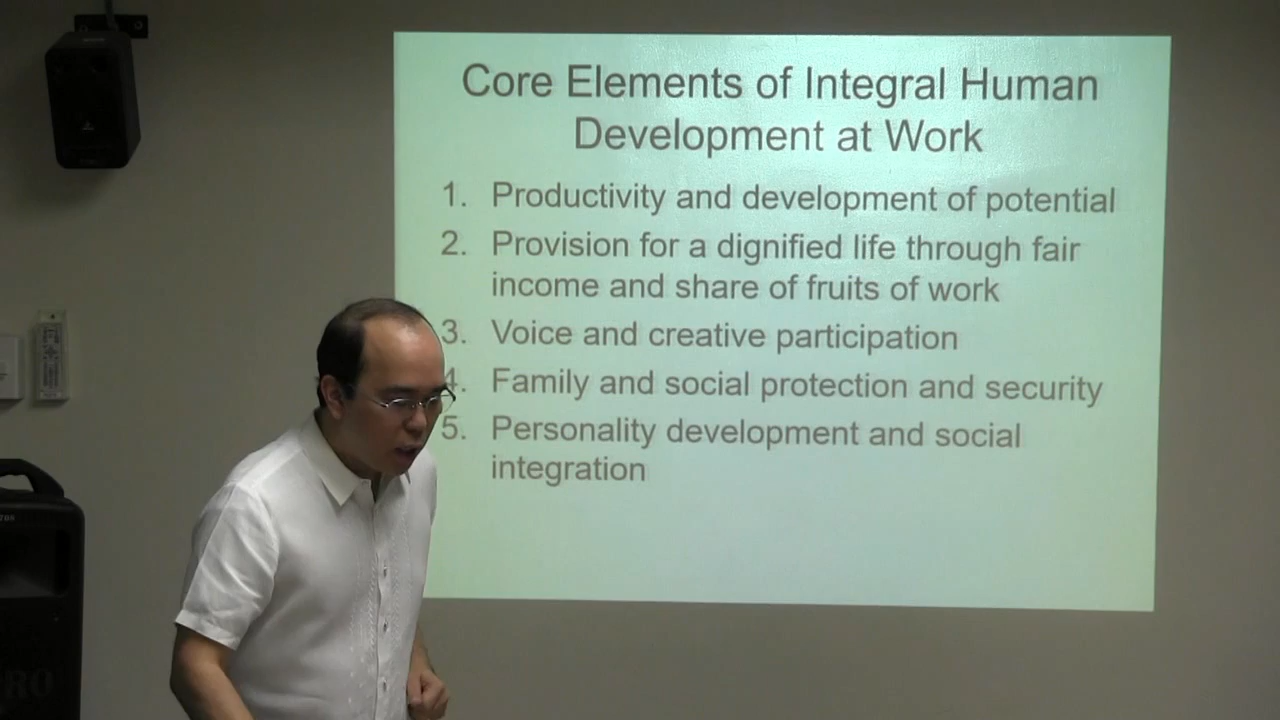 Core Elements of Integral Human
Development at Work
1. Productivity and development of potential
2. Provision for a dignified life through fair
income and share of fruits of work
3. Voice and creative participation
4. Family and social protection and security
5. Personality development and social
integration